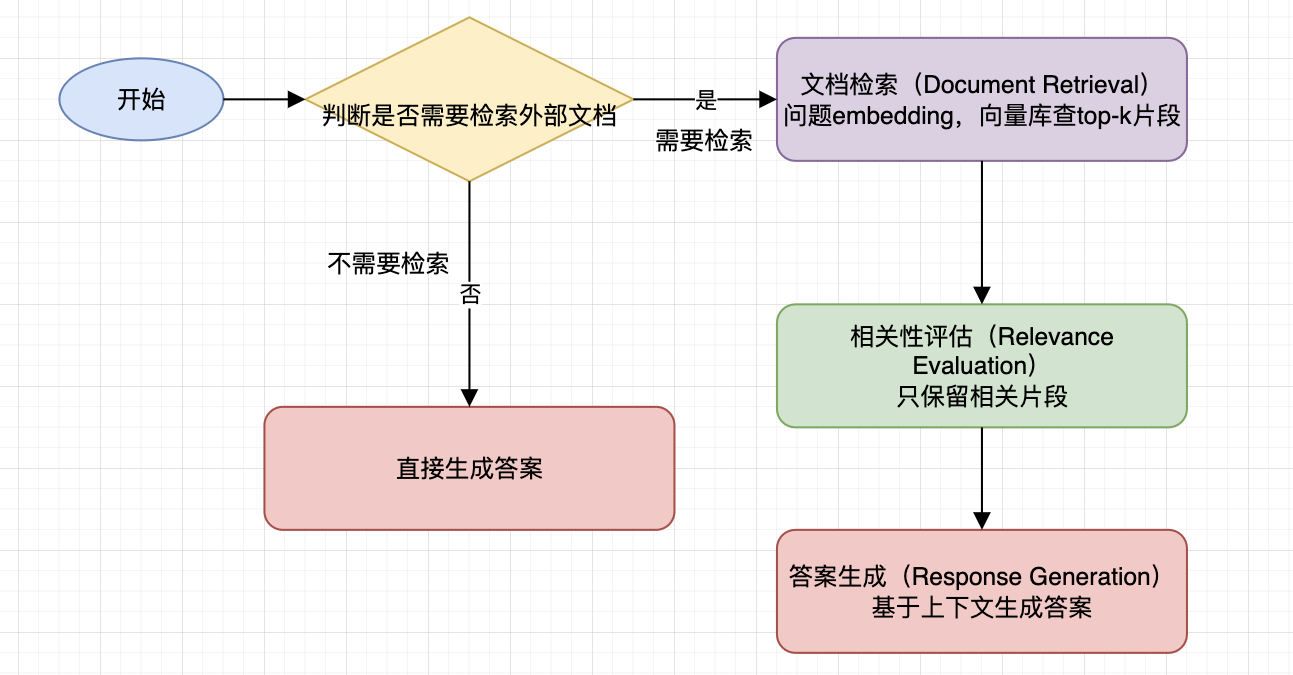 开始
判断是否需要检索外部文档
是
需要检索
文档检索（Document Retrieval）
问题embedding，向量库查top-k片段
不需要检索
否
直接生成答案
相关性评估（Relevance
Evaluation）
只保留相关片段
答案生成（Response Generation）
基于上下文生成答案